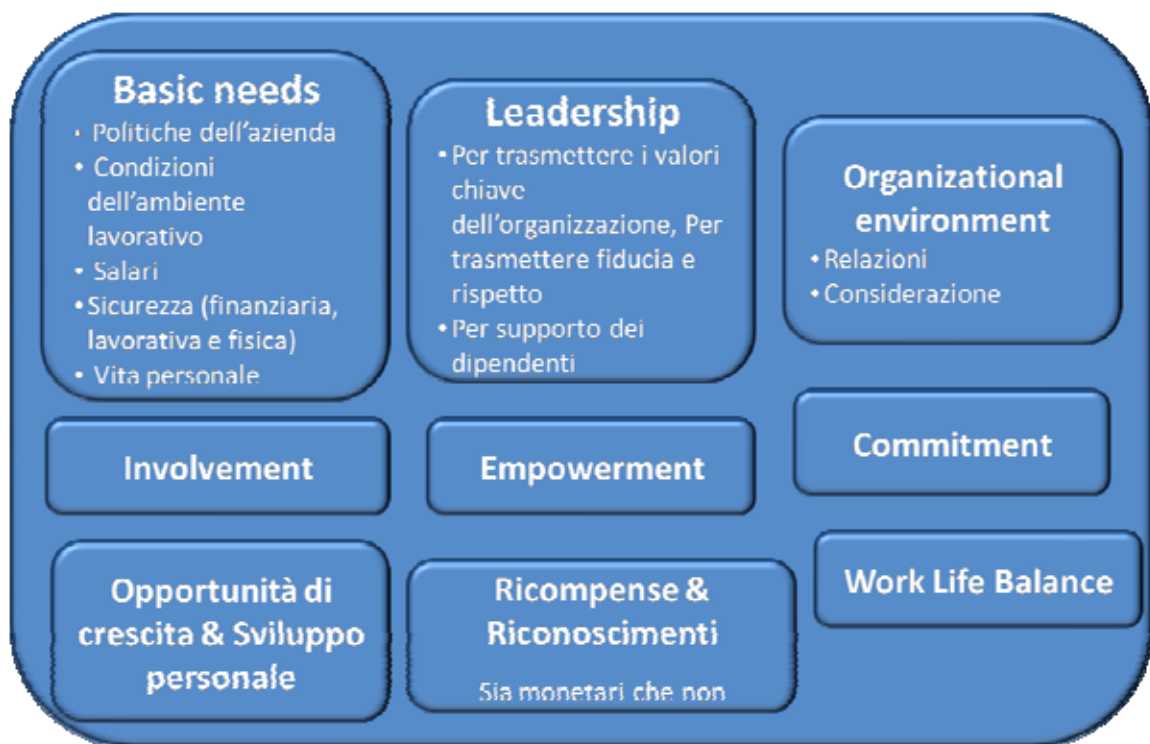 Basic needs
• Politiche dell'azienda
• Condizioni
dell'ambiente
lavorativo
• Salari
• Sicurezza (finanziaria,
lavorativa e fisica)
• Vita personale
Leadership
• Per trasmettere i valori
chiave
dell'organizzazione, Per
trasmettere fiducia e
rispetto
• Per supporto dei
dipendenti
Organizational
environment
• Relazioni
• Considerazione
Involvement
Empowerment
Commitment
Opportunità di
crescita & Sviluppo
personale
Ricompense &
Riconoscimenti
Sia monetari che non
Work Life Balance